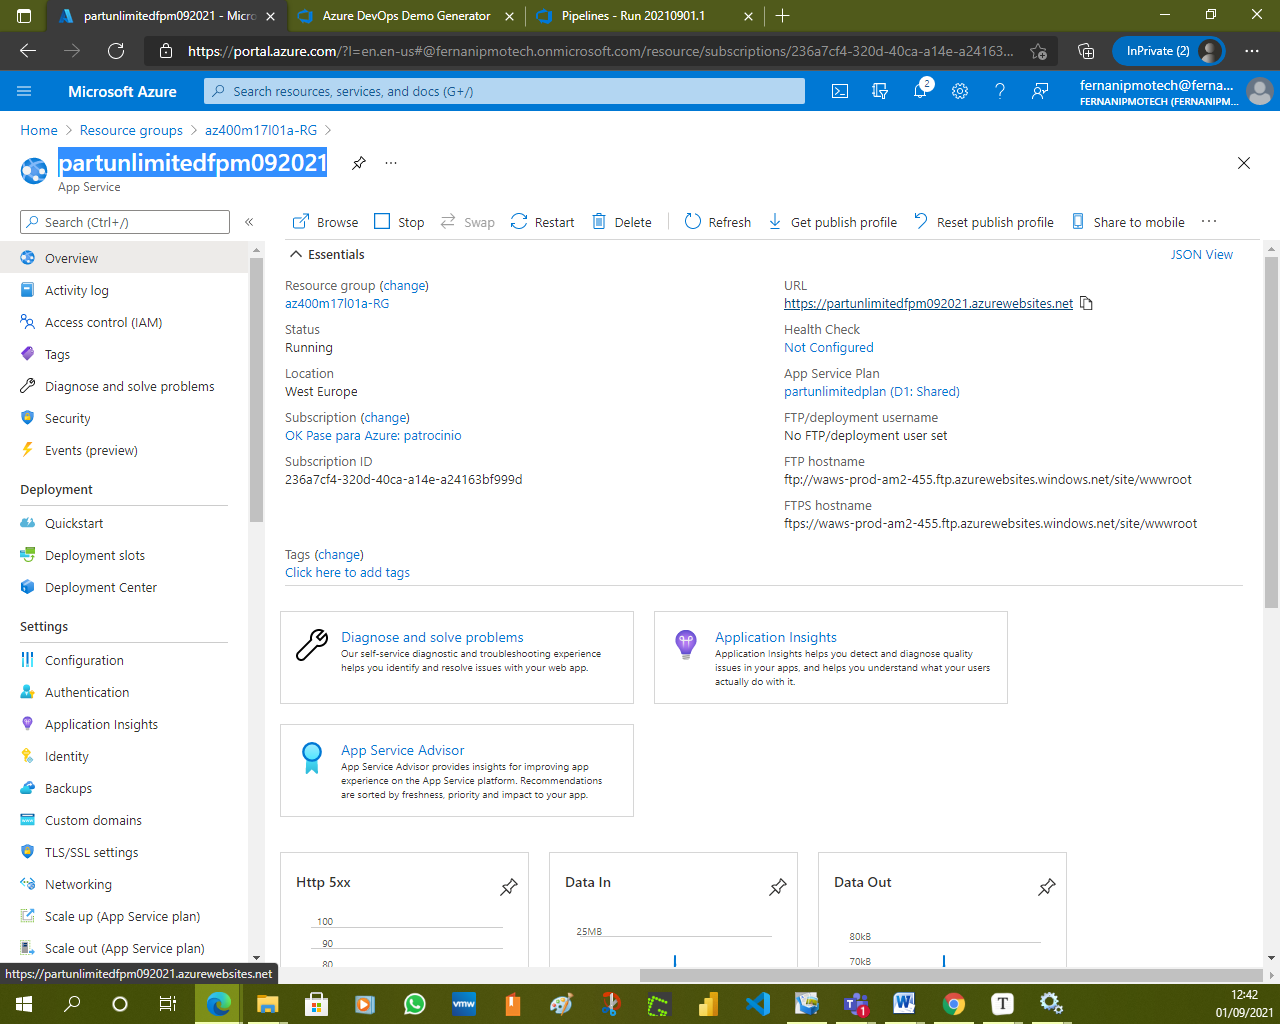 partunlimitedfpm092021 - Micro
Azure DevOps Demo Generator
Pipelines - Run 20210901.1
https://portal.azure.com/?l=en.en-us#@fernanipmotech.onmicrosoft.com/resource/subscriptions/236a7cf4-320d-40ca-a14e-a24163...
InPrivate (2)
Microsoft Azure
Search resources, services, and docs (G+/)
2
fernanipmotech@ferna...
FERNANIPMOTECH (FERNANIPM...
Home > Resource groups > az400m17l01a-RG >
partunlimitedfpm092021
App Service
Search (Ctrl+/)
Browse Stop Swap Restart Delete Refresh Get publish profile Reset publish profile Share to mobile
Overview
Activity log
Access control (IAM)
Tags
Diagnose and solve problems
Security
Events (preview)
Deployment
Quickstart
Deployment slots
Deployment Center
Settings
Configuration
Authentication
Application Insights
Identity
Backups
Custom domains
TLS/SSL settings
Networking
Scale up (App Service plan)
Scale out (App Service plan)
Essentials
JSON View
Resource group (change)
az400m17l01a-RG
Status
Running
Location
West Europe
Subscription (change)
OK Pase para Azure: patrocinio
Subscription ID
236a7cf4-320d-40ca-a14e-a24163bf999d
URL
https://partunlimitedfpm092021.azurewebsites.net
Health Check
Not Configured
App Service Plan
partunlimitedplan (D1: Shared)
FTP/deployment username
No FTP/deployment user set
FTP hostname
ftp://waws-prod-am2-455.ftp.azurewebsites.windows.net/site/wwwroot
FTPS hostname
ftps://waws-prod-am2-455.ftp.azurewebsites.windows.net/site/wwwroot
Tags (change)
Click here to add tags
Diagnose and solve problems
Our self-service diagnostic and troubleshooting experience
helps you identify and resolve issues with your web app.
Application Insights
Application Insights helps you detect and diagnose quality
issues in your apps, and helps you understand what your users
actually do with it.
App Service Advisor
App Service Advisor provides insights for improving app
experience on the App Service platform. Recommendations
are sorted by freshness, priority and impact to your app.
Http 5xx
100
90
80
Data In
25MB
Data Out
80kB
70kB
https://partunlimitedfpm092021.azurewebsites.net
vmw
1
T
12:42
01/09/2021